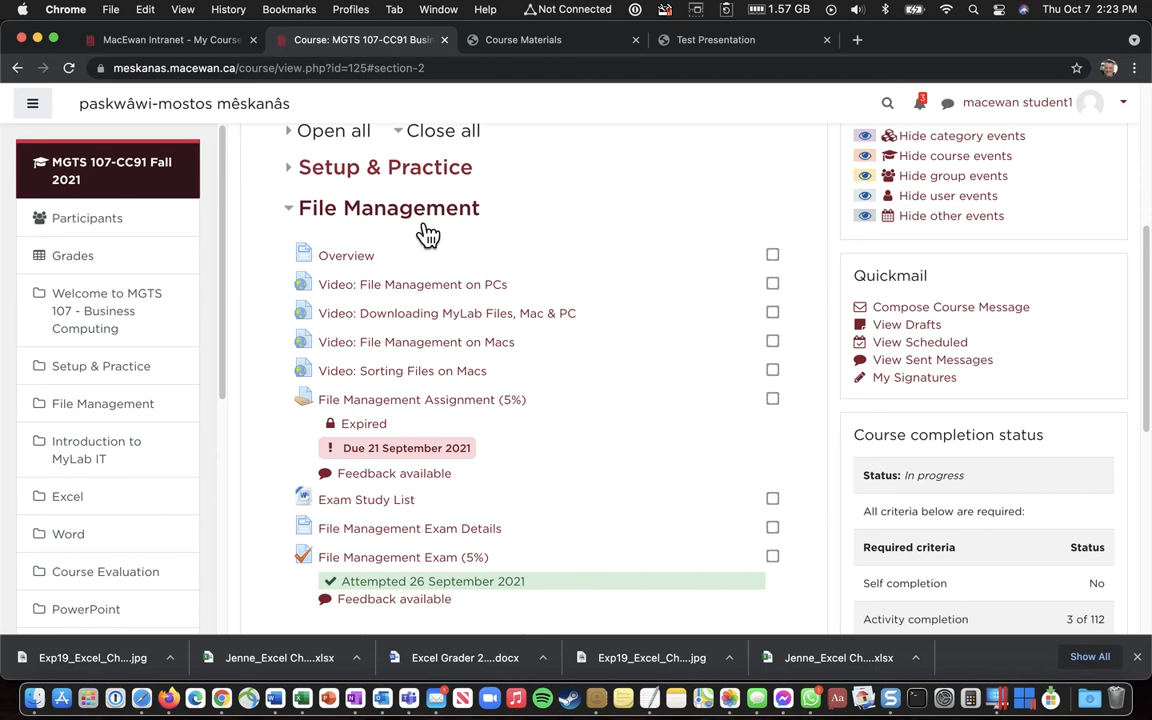 Chrome File Edit View History Bookmarks Profiles Tab Window Help Not Connected 1.57 GB Thu Oct 7 2:23 PM
MacEwan Intranet - My Course
Course: MGTS 107-CC91 Busin
Course Materials
Test Presentation
meskanas.macewan.ca/course/view.php?id=125#section-2
paskwâwi-mostos mêskanâs
3
macewan student1
MGTS 107-CC91 Fall
2021
Participants
Grades
Welcome to MGTS
107 - Business
Computing
Setup & Practice
File Management
Introduction to
MyLab IT
Excel
Word
Course Evaluation
PowerPoint
Open all Close all
Setup & Practice
File Management
Overview
Video: File Management on PCs
Video: Downloading MyLab Files, Mac & PC
Video: File Management on Macs
Video: Sorting Files on Macs
File Management Assignment (5%)
Expired
! Due 21 September 2021
Feedback available
Exam Study List
File Management Exam Details
File Management Exam (5%)
Attempted 26 September 2021
Feedback available
Hide category events
Hide course events
Hide group events
Hide user events
Hide other events
Quickmail
Compose Course Message
View Drafts
View Scheduled
View Sent Messages
My Signatures
Course completion status
Status: In progress
All criteria below are required:
Required criteria Status
Self completion No
Activity completion 3 of 112
Exp19_Excel_Ch....jpg
Jenne_Excel Ch....xlsx
Excel Grader 2....docx
Exp19_Excel_Ch....jpg
Jenne_Excel Ch....xlsx
Show All